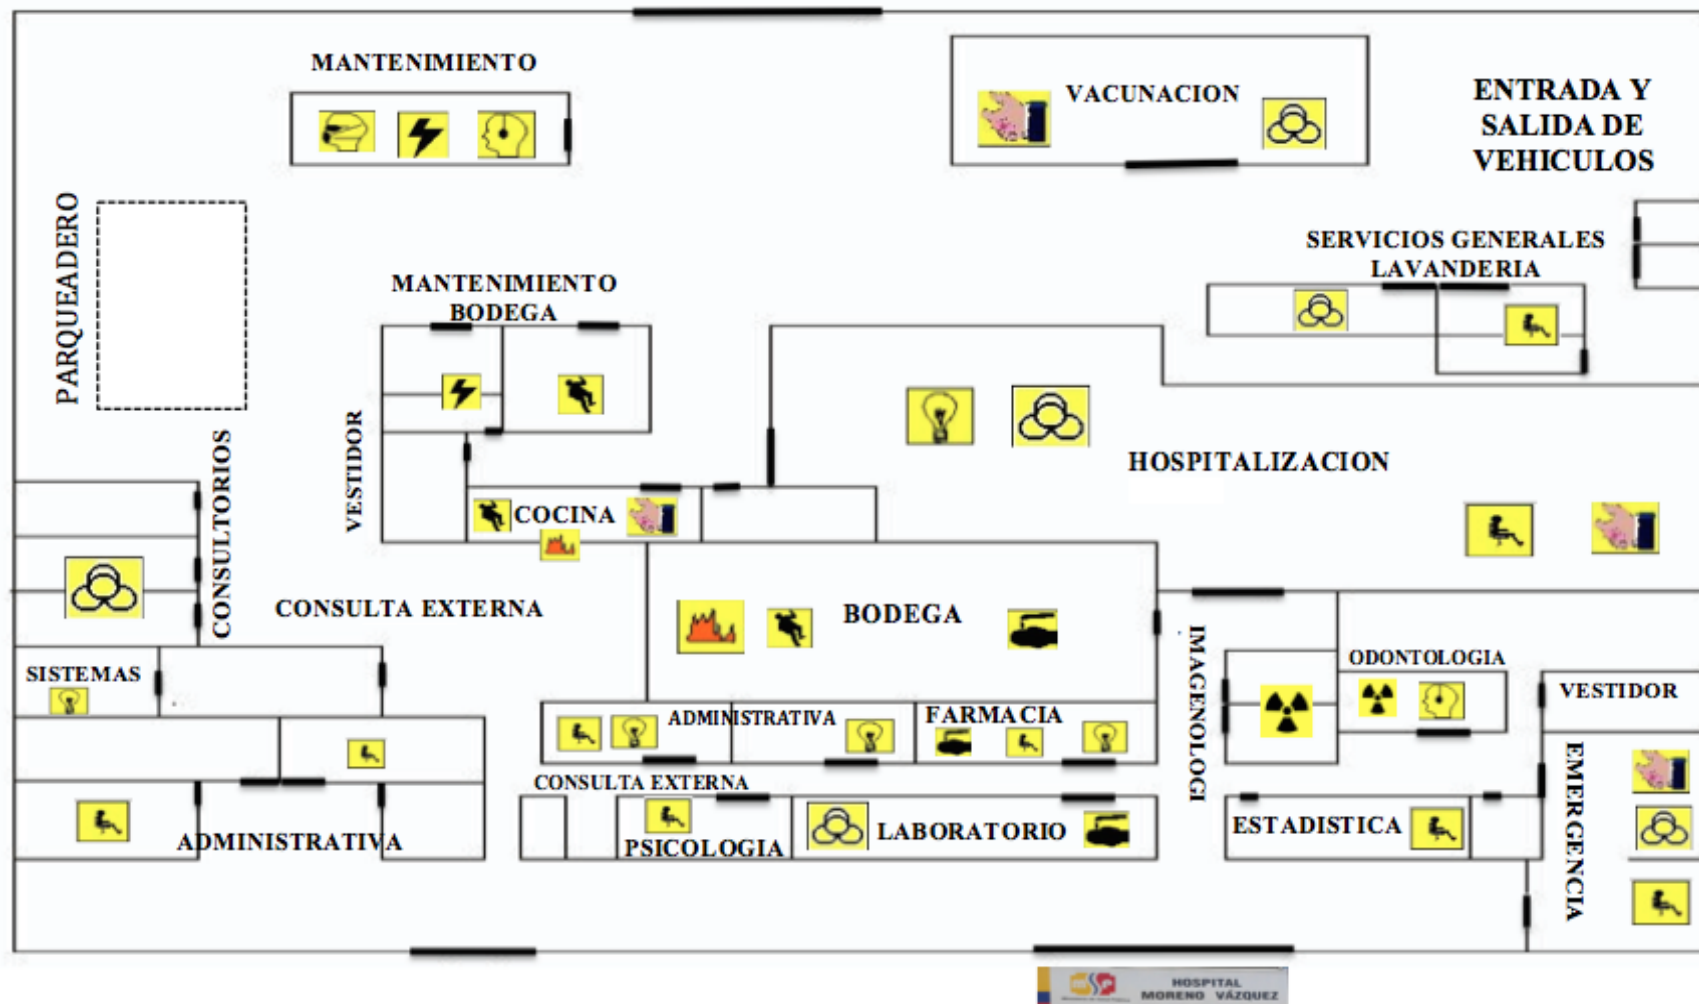 MANTENIMIENTO
VACUNACION
ENTRADA Y
SALIDA DE
VEHICULOS
PARQUEADERO
SERVICIOS GENERALES
LAVANDERIA
MANTENIMIENTO
BODEGA
VESTIDOR
CONSULTORIOS
HOSPITALIZACION
COCINA
CONSULTA EXTERNA
BODEGA
IMAGENOLOGI
ODONTOLOGIA
SISTEMAS
VESTIDOR
ADMINISTRATIVA
FARMACIA
EMERGENCIA
CONSULTA EXTERNA
ADMINISTRATIVA
PSICOLOGIA
LABORATORIO
ESTADISTICA
HOSPITAL
MORENO VÁZQUEZ